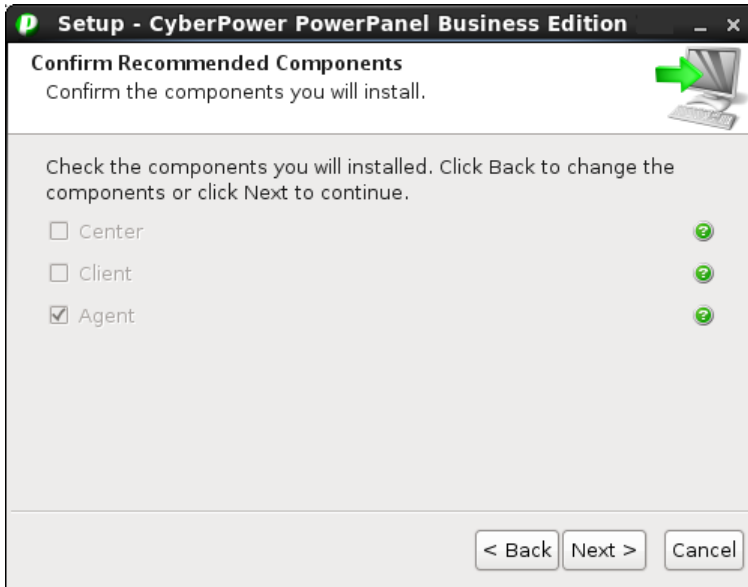 Setup - CyberPower PowerPanel Business Edition
Confirm Recommended Components
Confirm the components you will install.
Check the components you will installed. Click Back to change the
components or click Next to continue.
Center
Client
Agent
< Back Next > Cancel